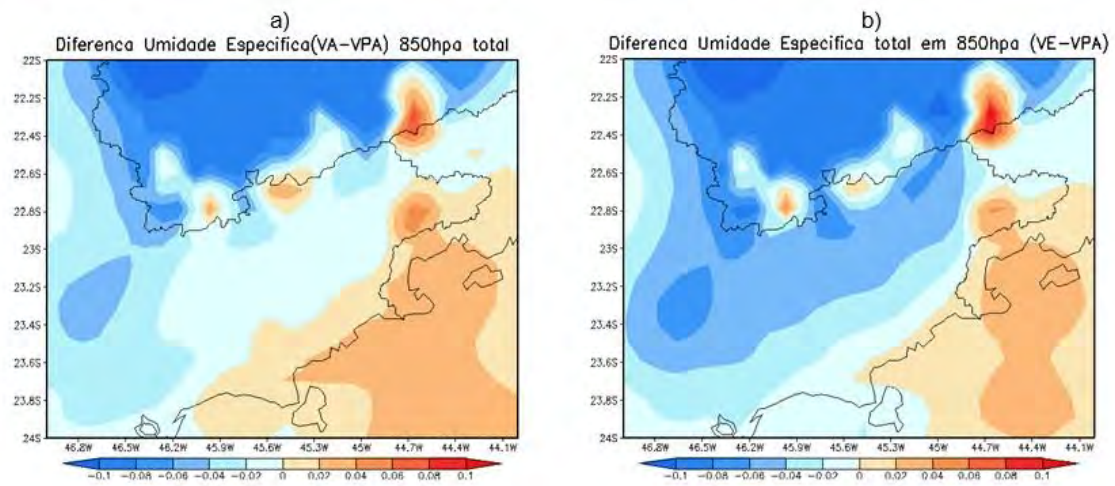 a)
Diferenca Umidade Especifica(VA-VPA) 850hpa total
22S
22.2S
22.4S
22.6S
22.8S
23S
23.2S
23.4S
23.6S
23.8S
24S
46.8W 46.5W 46.2W 45.9W 45.6W 45.3W 45W 44.7W 44.4W 44.1W
-0.1 -0.06 -0.04 -0.02 0 0.02 0.04 0.06 0.08 0.1
b)
Diferenca Umidade Especifica total em 850hpa (VE-VPA)
22S
22.2S
22.4S
22.6S
22.8S
23S
23.2S
23.4S
23.6S
23.8S
24S
46.8W 46.5W 46.2W 45.9W 45.6W 45.3W 45W 44.7W 44.4W 44.1W
-0.1 -0.06 -0.04 -0.02 0 0.02 0.04 0.06 0.08 0.1